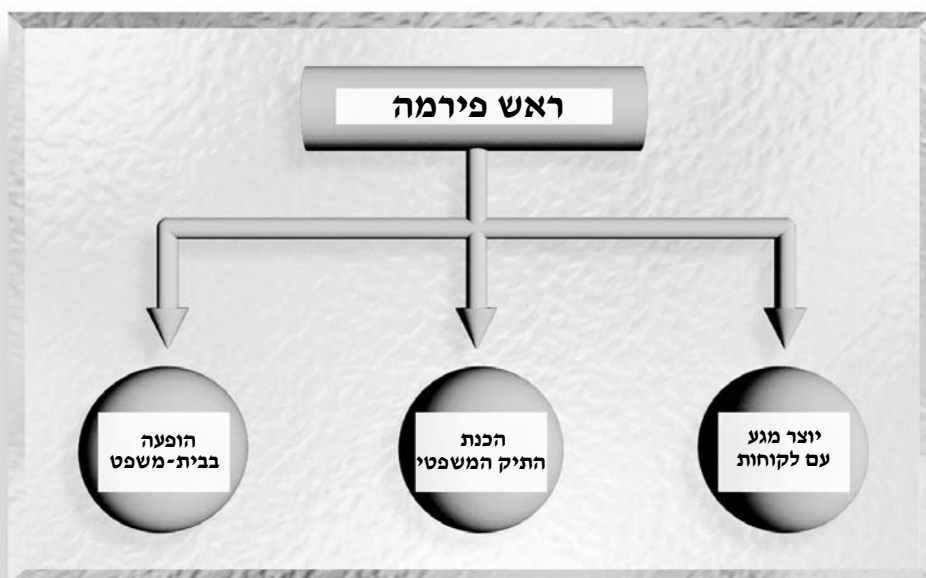 ראש פירמה
יוצר מגע
עם לקוחות
הכנת
התיק המשפטי
הופעה
בבית-משפט